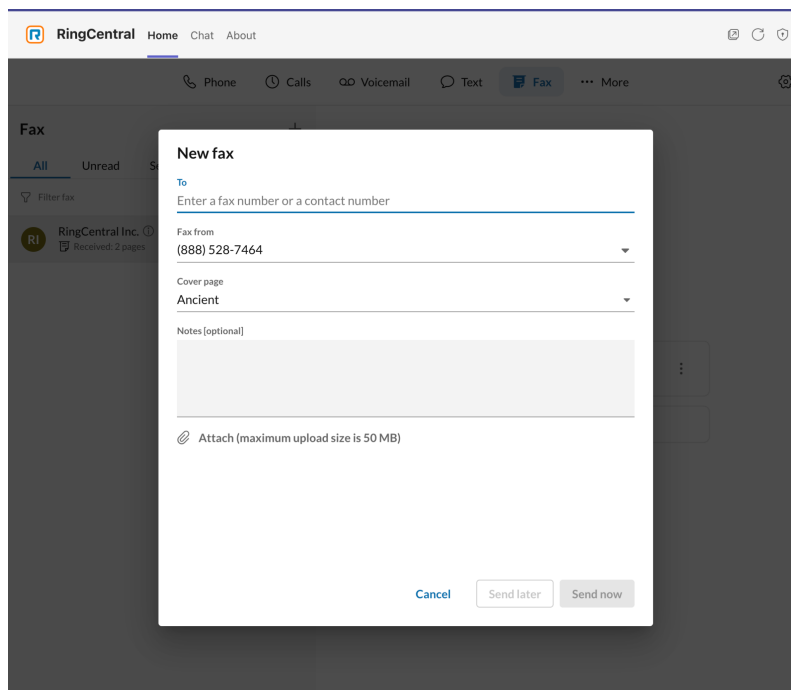 RingCentral Home Chat About
Phone Calls Voicemail Text Fax More
Fax
All Unread
Filter fax
RI
RingCentral Inc.
Received: 2 pages
New fax
To
Enter a fax number or a contact number
Fax from
(888) 528-7464
Cover page
Ancient
Notes [optional]
Attach (maximum upload size is 50 MB)
Cancel Send later Send now